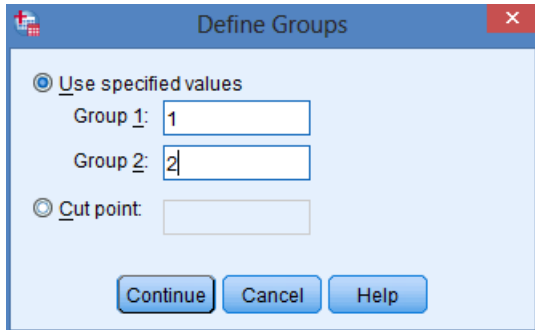 Define Groups
Use specified values
Group 1: 1
Group 2: 2
Cut point:
Continue Cancel Help